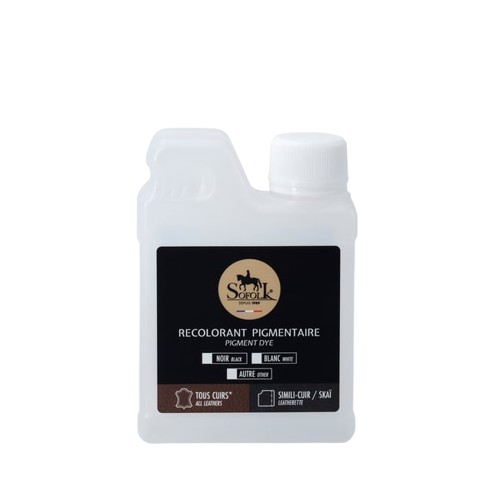 SOFOLK®
DEPUIS 1989
RECOLORANT PIGMENTAIRE
PIGMENT DYE
NOIR BLACK BLANC WHITE
AUTRE OTHER
TOUS CUIRS* SIMILI-CUIR / SKAÏ
ALL LEATHERS LEATHERETTE